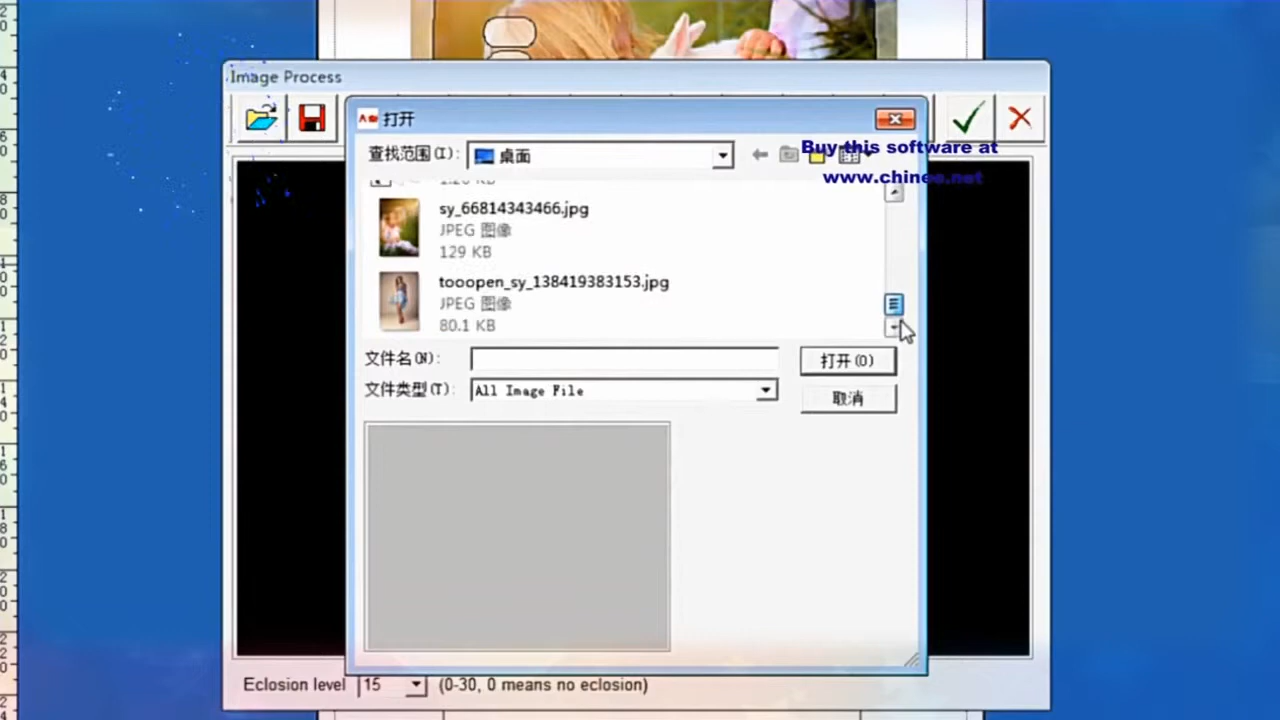 Image Process
打开
查找范围(I):
桌面
Buy this software at
www.chinee.net
sy_66814343466.jpg
JPEG 图像
129 KB
tooopen_sy_138419383153.jpg
JPEG 图像
80.1 KB
文件名(N):
打开(O)
文件类型(T):
All Image File
取消
Eclosion level
15
(0-30, 0 means no eclosion)